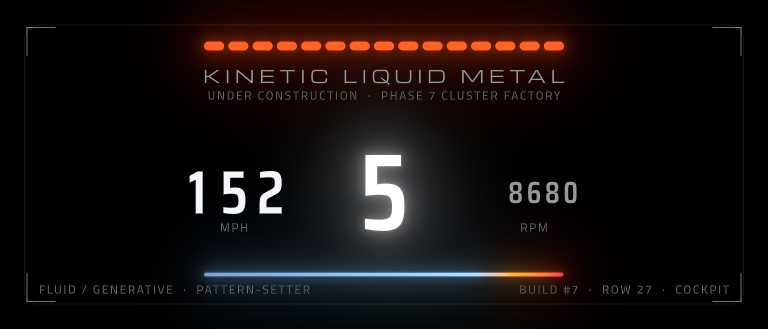 KINETIC LIQUID METAL
UNDER CONSTRUCTION · PHASE 7 CLUSTER FACTORY
152 5 8680
MPH RPM
FLUID / GENERATIVE · PATTERN-SETTER BUILD #7 · ROW 27 · COCKPIT